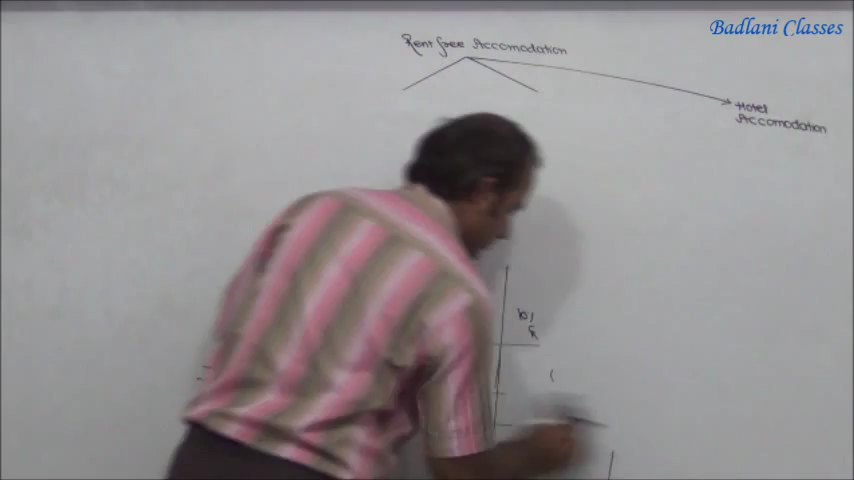 Badlani Classes
Rent free Accomodation
Hotel
Accomodation